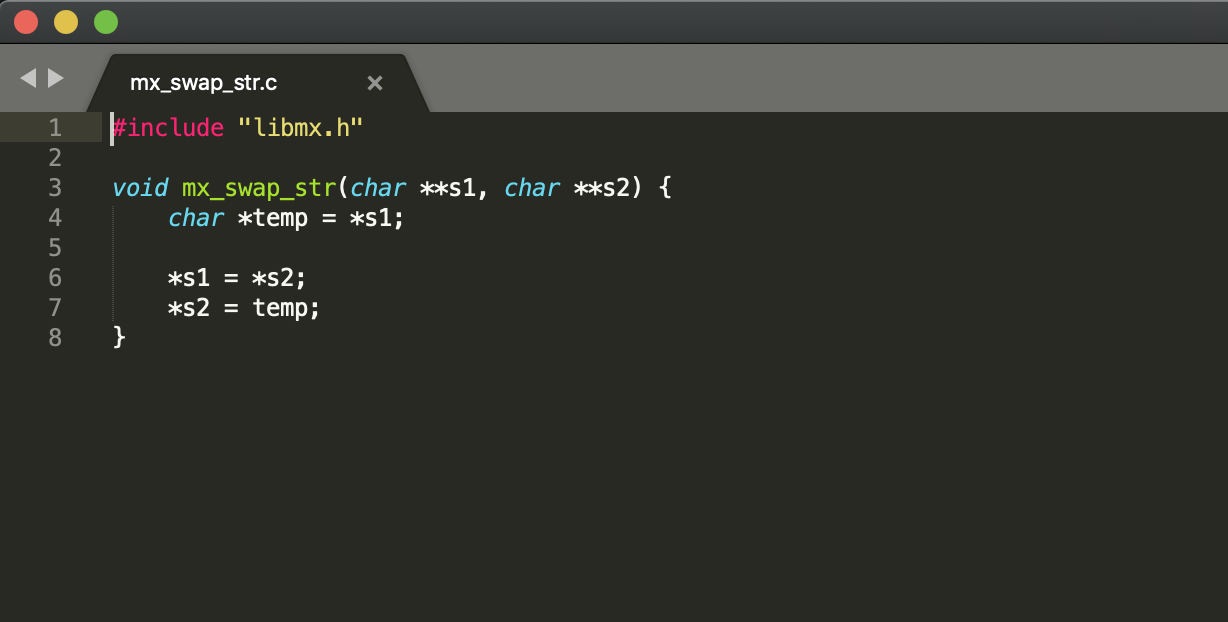 mx_swap_str.c
1 #include "libmx.h"
2
3 void mx_swap_str(char **s1, char **s2) {
4     char *temp = *s1;
5
6     *s1 = *s2;
7     *s2 = temp;
8 }